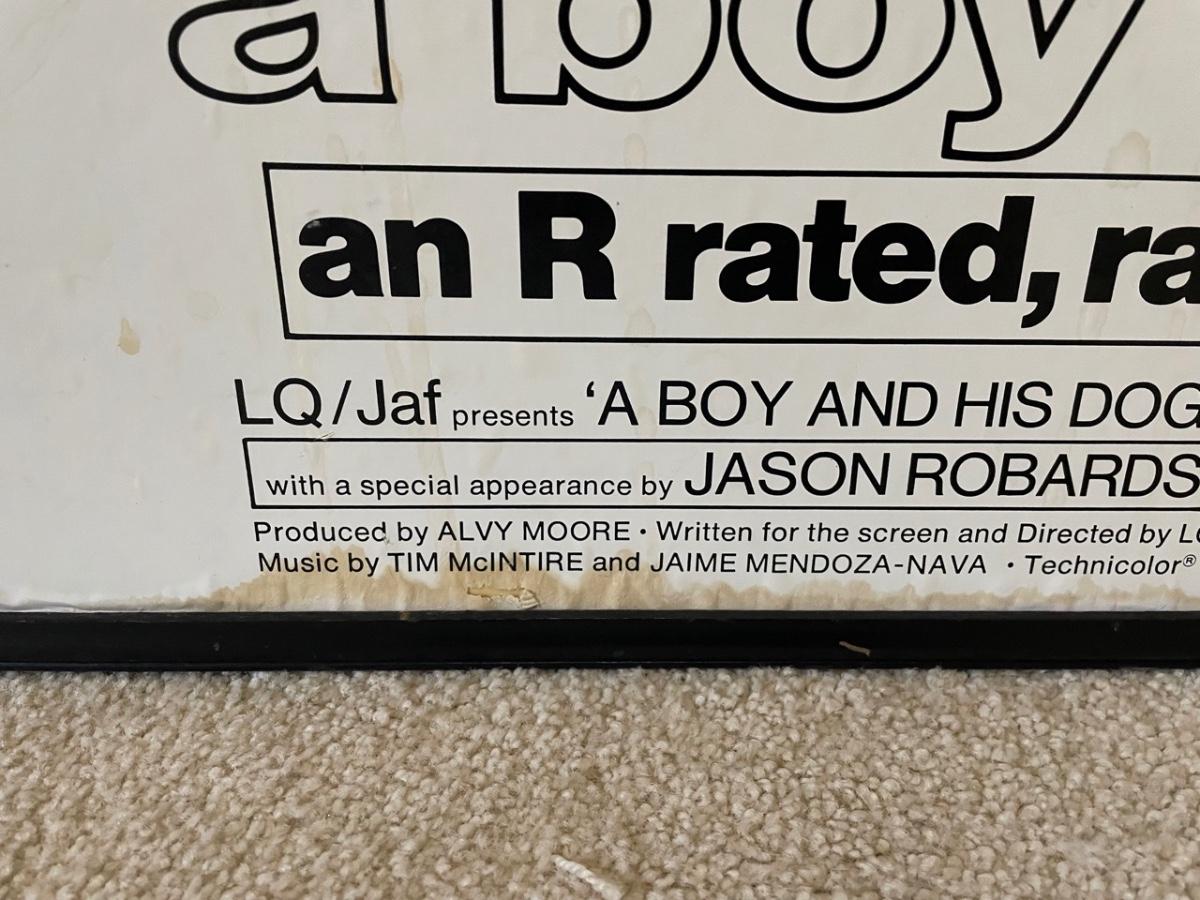 a boy
an R rated, ra
LQ/Jaf presents 'A BOY AND HIS DOG
with a special appearance by JASON ROBARDS
Produced by ALVY MOORE · Written for the screen and Directed by L
Music by TIM McINTIRE and JAIME MENDOZA-NAVA · Technicolor®